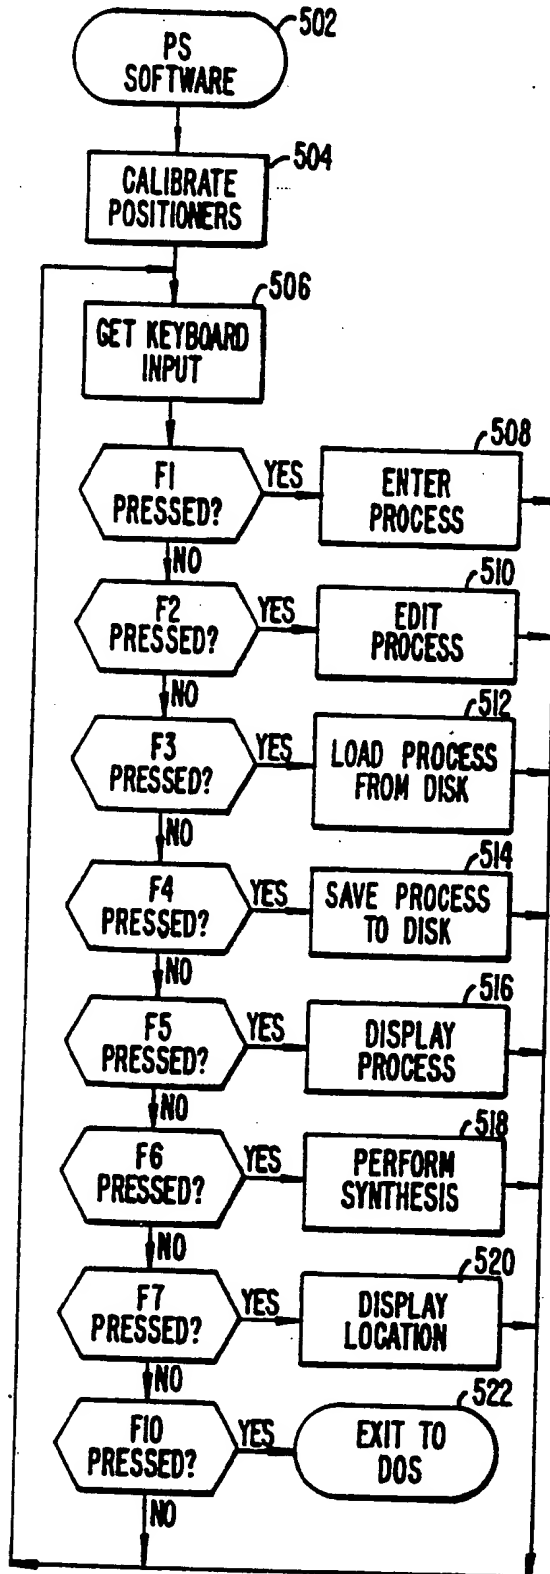 502
PS
SOFTWARE
504
CALIBRATE
POSITIONERS
506
GET KEYBOARD
INPUT
508
F1
PRESSED?
YES
ENTER
PROCESS
NO
510
F2
PRESSED?
YES
EDIT
PROCESS
NO
512
F3
PRESSED?
YES
LOAD PROCESS
FROM DISK
NO
514
F4
PRESSED?
YES
SAVE PROCESS
TO DISK
NO
516
F5
PRESSED?
YES
DISPLAY
PROCESS
NO
518
F6
PRESSED?
YES
PERFORM
SYNTHESIS
NO
520
F7
PRESSED?
YES
DISPLAY
LOCATION
NO
522
F10
PRESSED?
YES
EXIT TO
DOS
NO